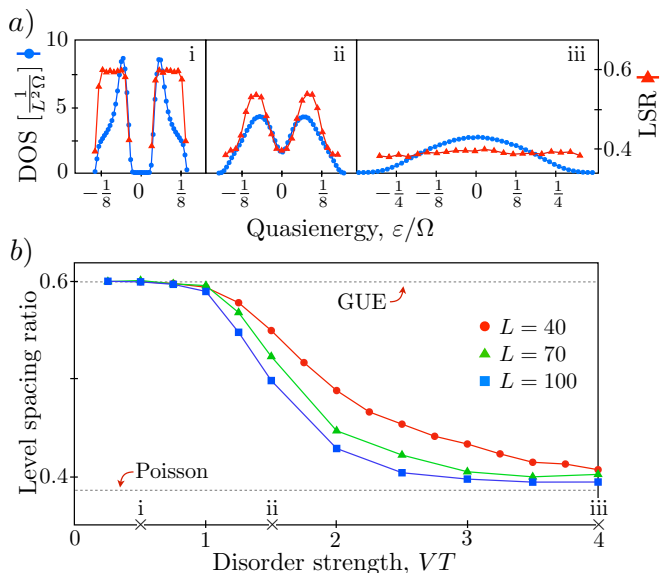 a)
DOS [1/(L²Ω)]
10
5
0
i
ii
iii
0.6
0.4
LSR
−1/8 0 1/8 −1/8 0 1/8 −1/4 −1/8 0 1/8 1/4
Quasienergy, ε/Ω
b)
Level spacing ratio
0.6
0.4
GUE
L = 40
L = 70
L = 100
Poisson
i ii iii
0 1 2 3 4
Disorder strength, VT